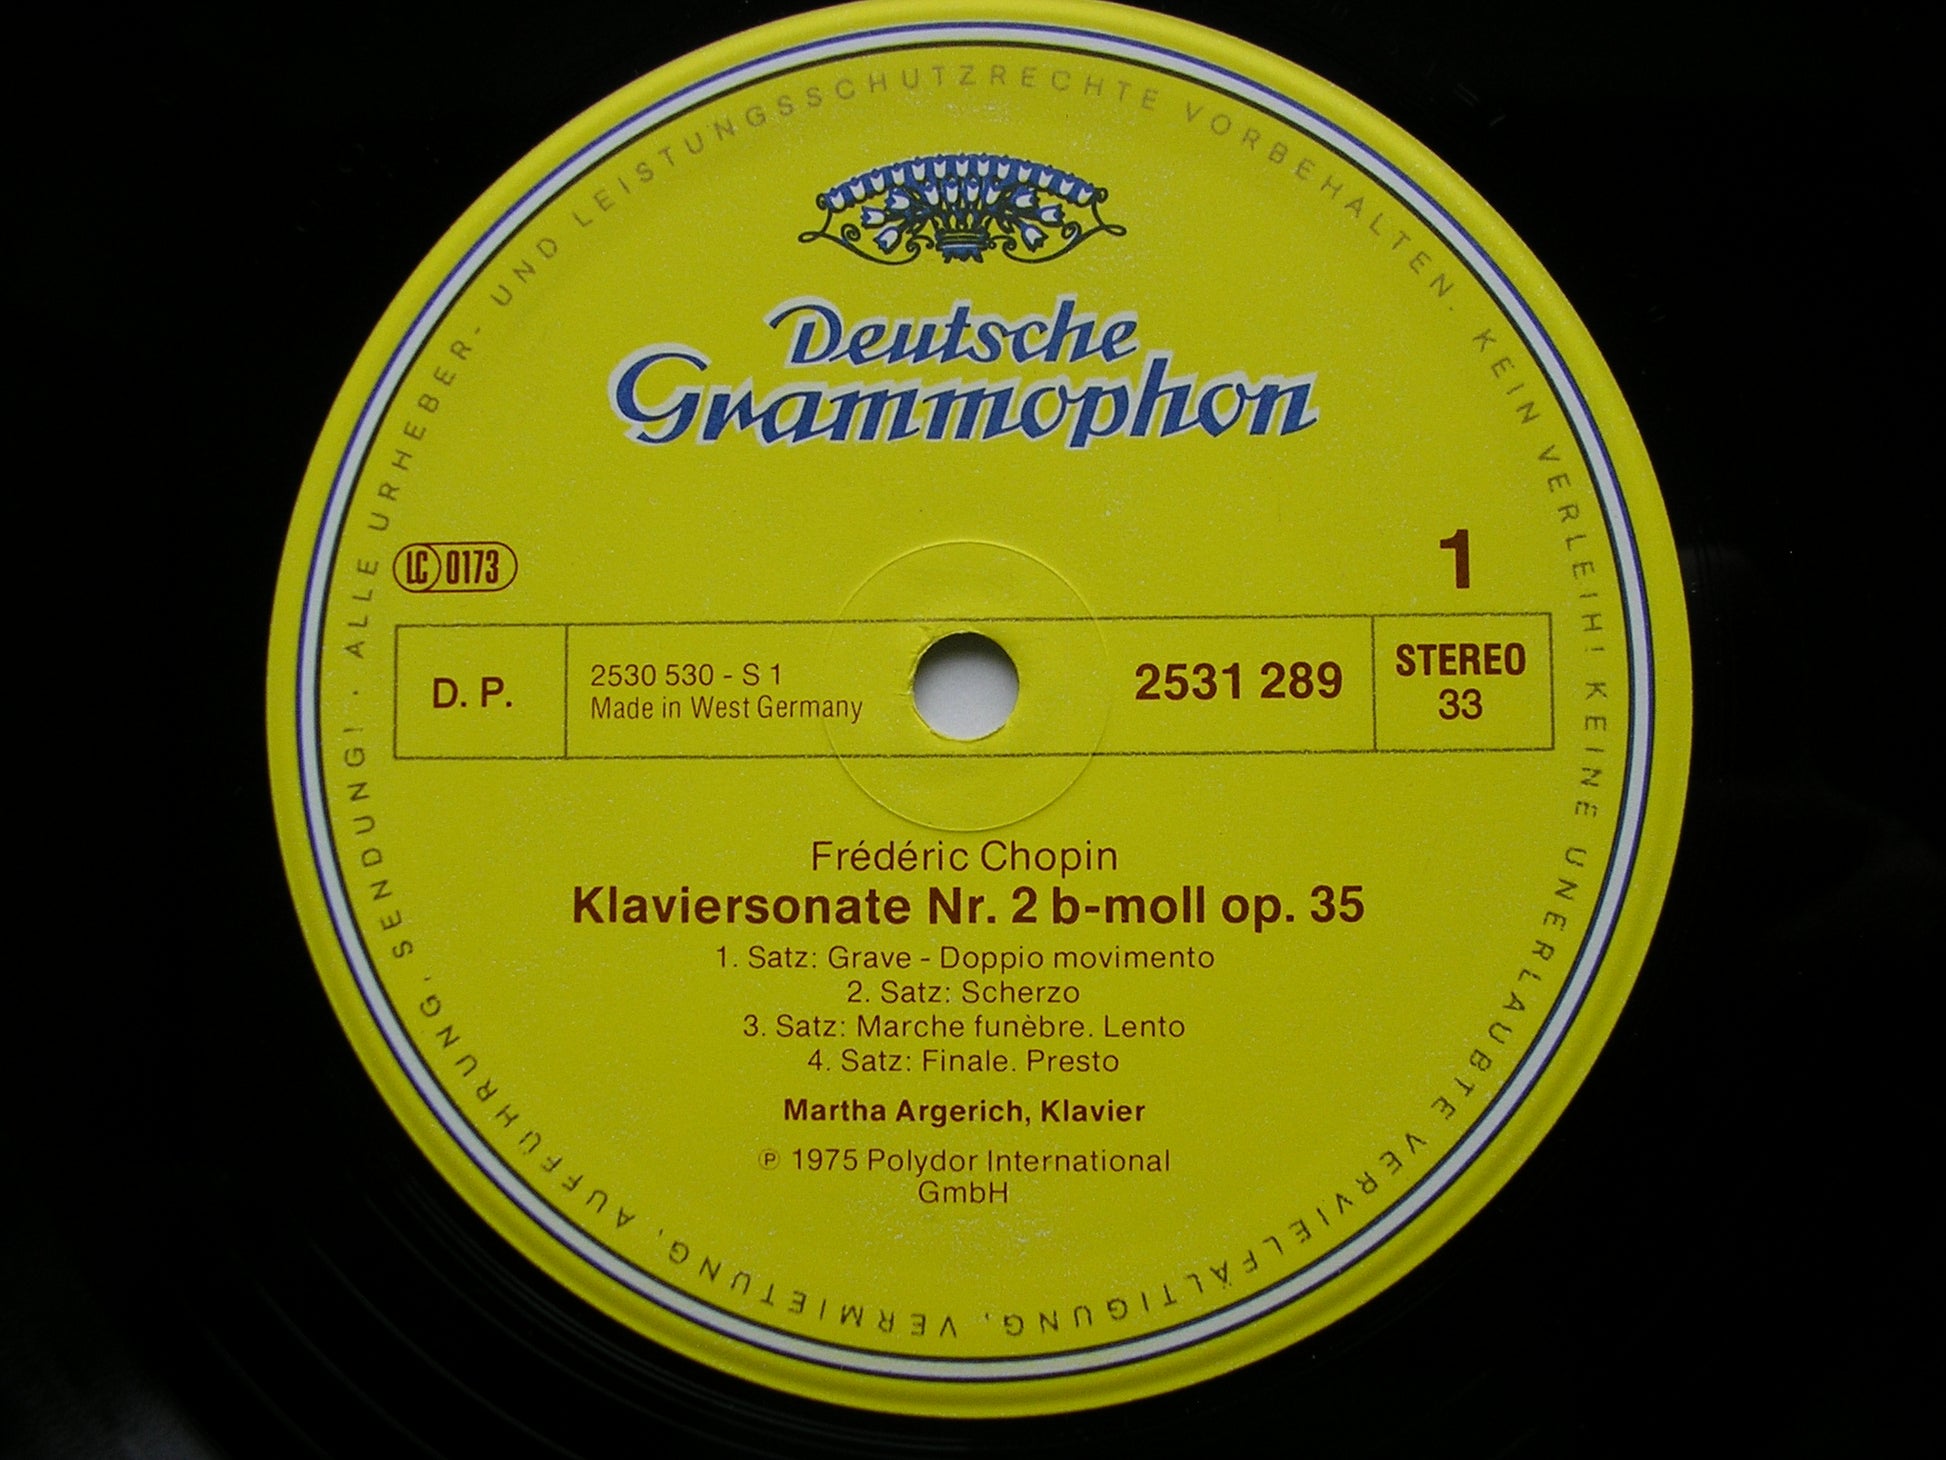 ALLE URHEBER- UND LEISTUNGSSCHUTZRECHTE VORBEHALTEN. KEIN VERLEIH! KEINE UNERLAUBTE VERVIELFÄLTIGUNG, VERMIETUNG, AUFFÜHRUNG, SENDUNG! ·
Deutsche
Grammophon
LC 0173
1
D. P.
2530 530 - S 1
Made in West Germany
2531 289
STEREO
33
Frédéric Chopin
Klaviersonate Nr. 2 b-moll op. 35
1. Satz: Grave - Doppio movimento
2. Satz: Scherzo
3. Satz: Marche funèbre. Lento
4. Satz: Finale. Presto
Martha Argerich, Klavier
℗ 1975 Polydor International
GmbH